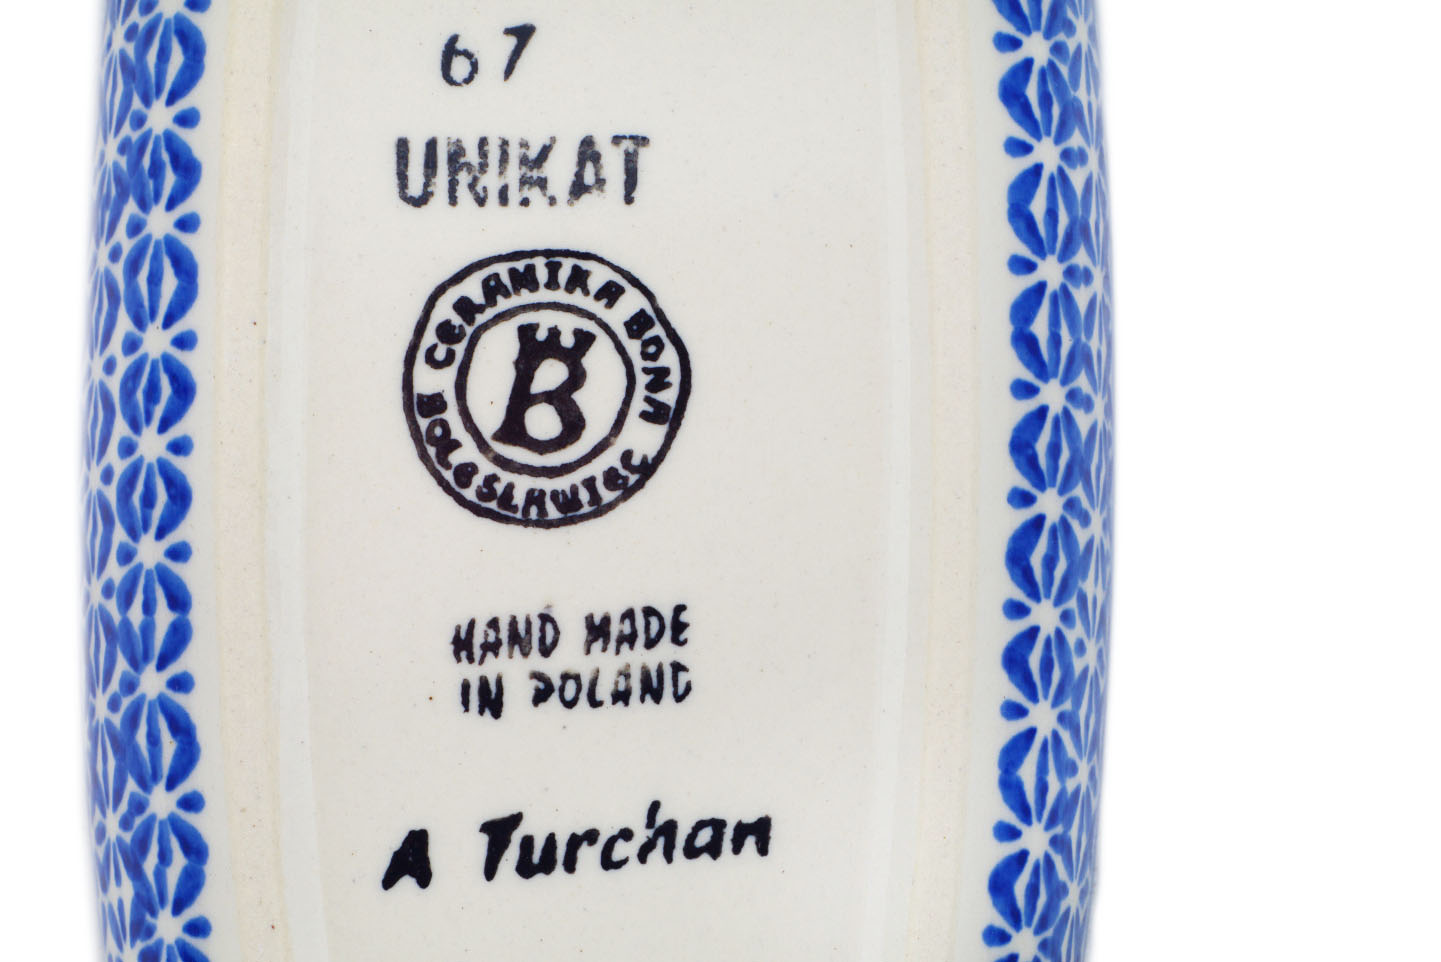 67
UNIKAT
CERAMIKA BONA
B
BOLESLAWIEC
HAND MADE
IN POLAND
A Turchan